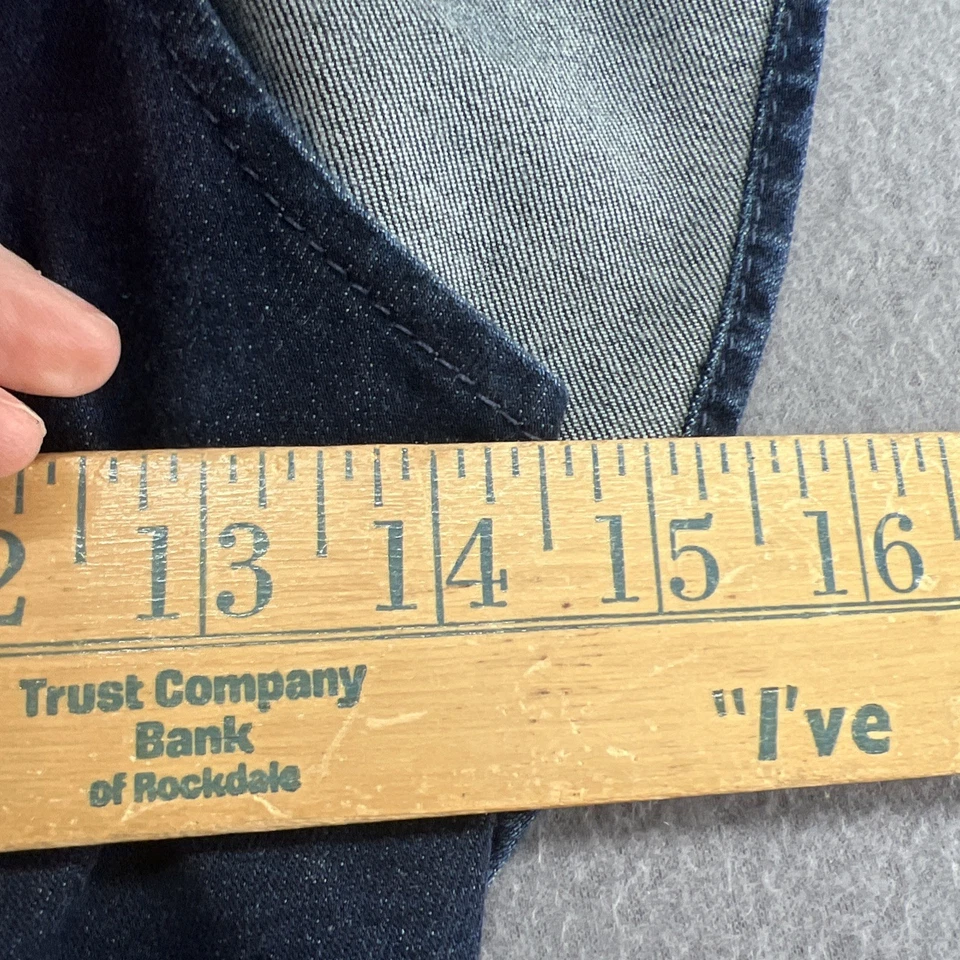 2 13 14 15 16
Trust Company
Bank
of Rockdale
"I've